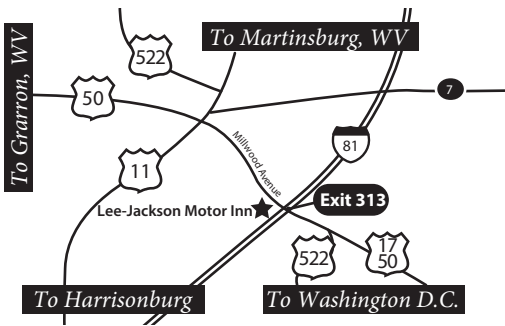 To Martinsburg, WV
522
To Grarron, WV
50
7
Millwood Avenue
81
11
Exit 313
Lee-Jackson Motor Inn
522
17
50
To Harrisonburg
To Washington D.C.